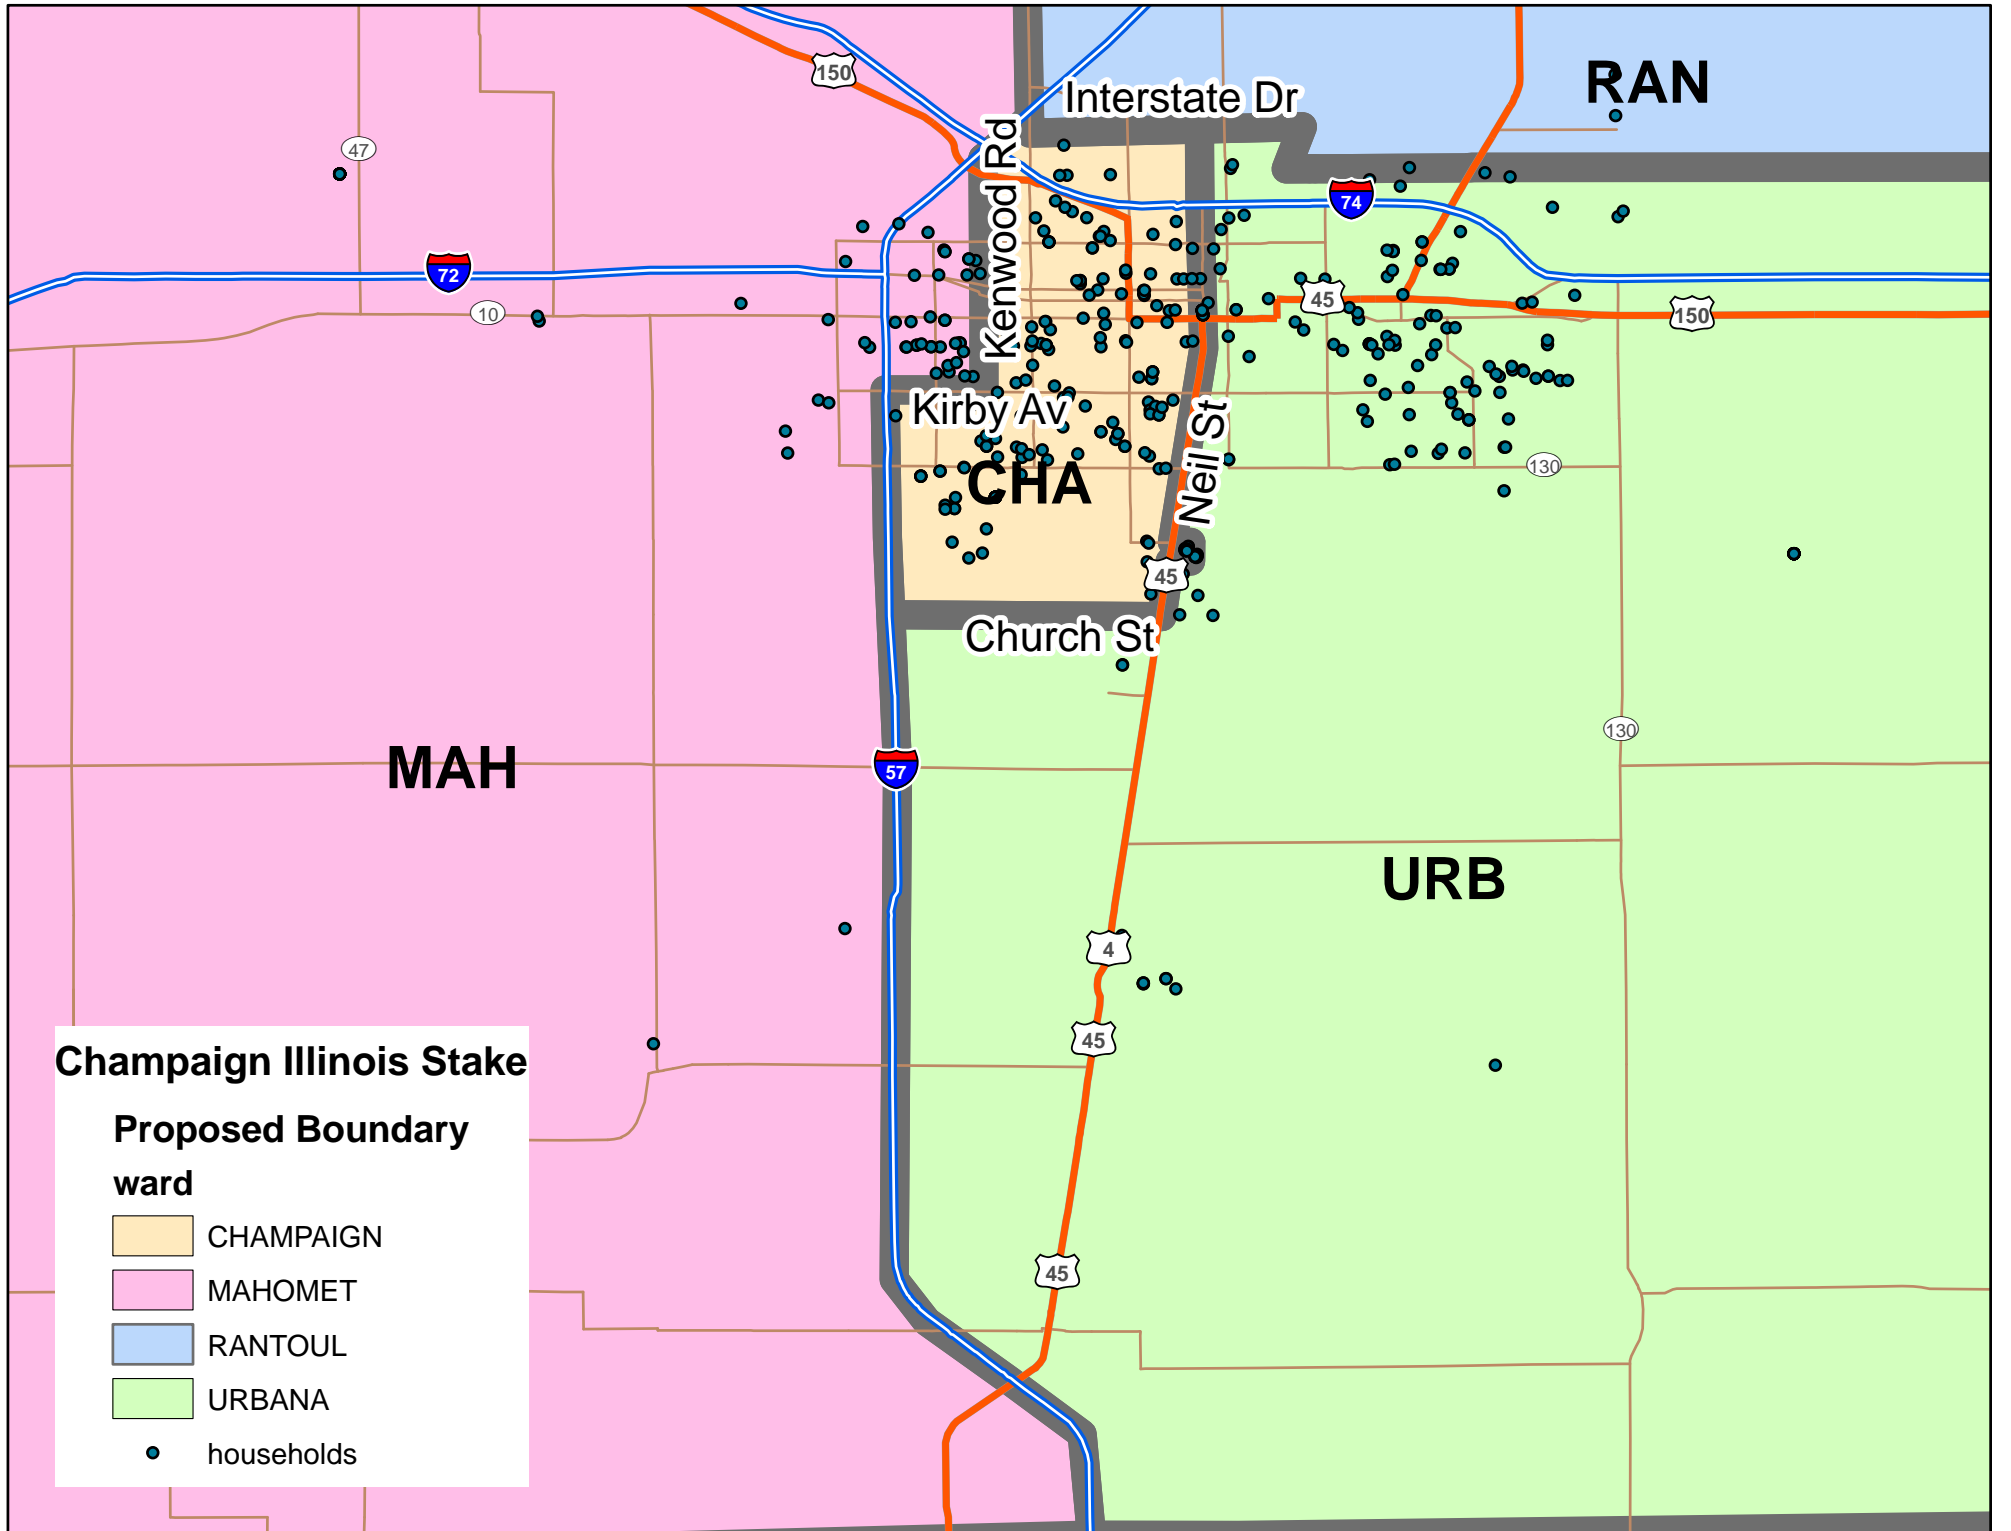 150
Interstate Dr
RAN
47
Kenwood Rd
74
72
10
45
150
Kirby Av
Neil St
CHA
130
45
Church St
130
MAH
57
URB
4
45
45
Champaign Illinois Stake
Proposed Boundary
ward
CHAMPAIGN
MAHOMET
RANTOUL
URBANA
households